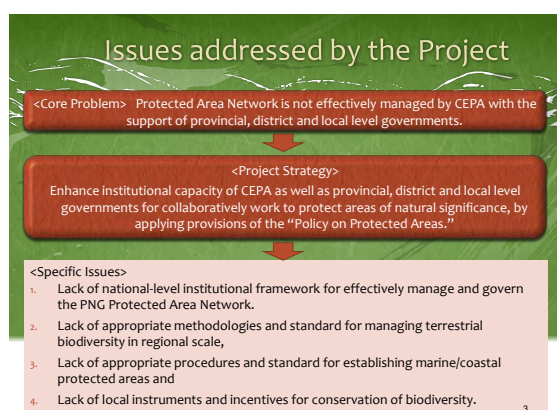 Issues addressed by the Project
<Core Problem> Protected Area Network is not effectively managed by CEPA with the
support of provincial, district and local level governments.
<Project Strategy>
Enhance institutional capacity of CEPA as well as provincial, district and local level
governments for collaboratively work to protect areas of natural significance, by
applying provisions of the “Policy on Protected Areas.”
<Specific Issues>
1. Lack of national-level institutional framework for effectively manage and govern
the PNG Protected Area Network.
2. Lack of appropriate methodologies and standard for managing terrestrial
biodiversity in regional scale,
3. Lack of appropriate procedures and standard for establishing marine/coastal
protected areas and
4. Lack of local instruments and incentives for conservation of biodiversity.
3